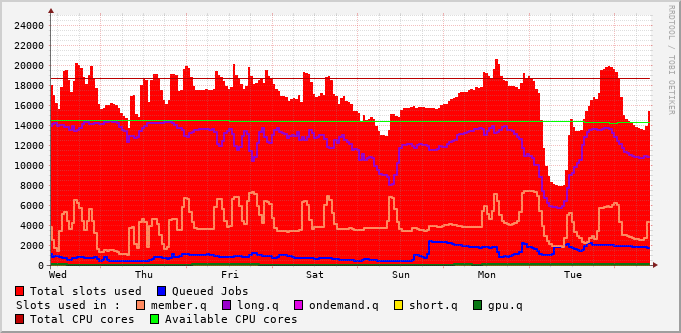 24000
22000
20000
18000
16000
14000
12000
10000
8000
6000
4000
2000
0
Wed Thu Fri Sat Sun Mon Tue
RRDTOOL / TOBI OETIKER
Total slots used Queued Jobs
Slots used in : member.q long.q ondemand.q short.q gpu.q
Total CPU cores Available CPU cores